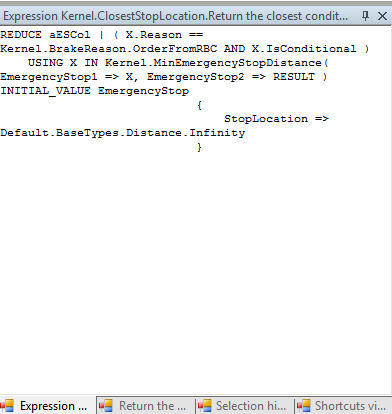 Expression Kernel.ClosestStopLocation.Return the closest condit...
REDUCE aESCol | ( X.Reason ==
Kernel.BrakeReason.OrderFromRBC AND X.IsConditional )
USING X IN Kernel.MinEmergencyStopDistance(
EmergencyStop1 => X, EmergencyStop2 => RESULT )
INITIAL_VALUE EmergencyStop
{
StopLocation =>
Default.BaseTypes.Distance.Infinity
}
Expression ... Return the ... Selection hi... Shortcuts vi...